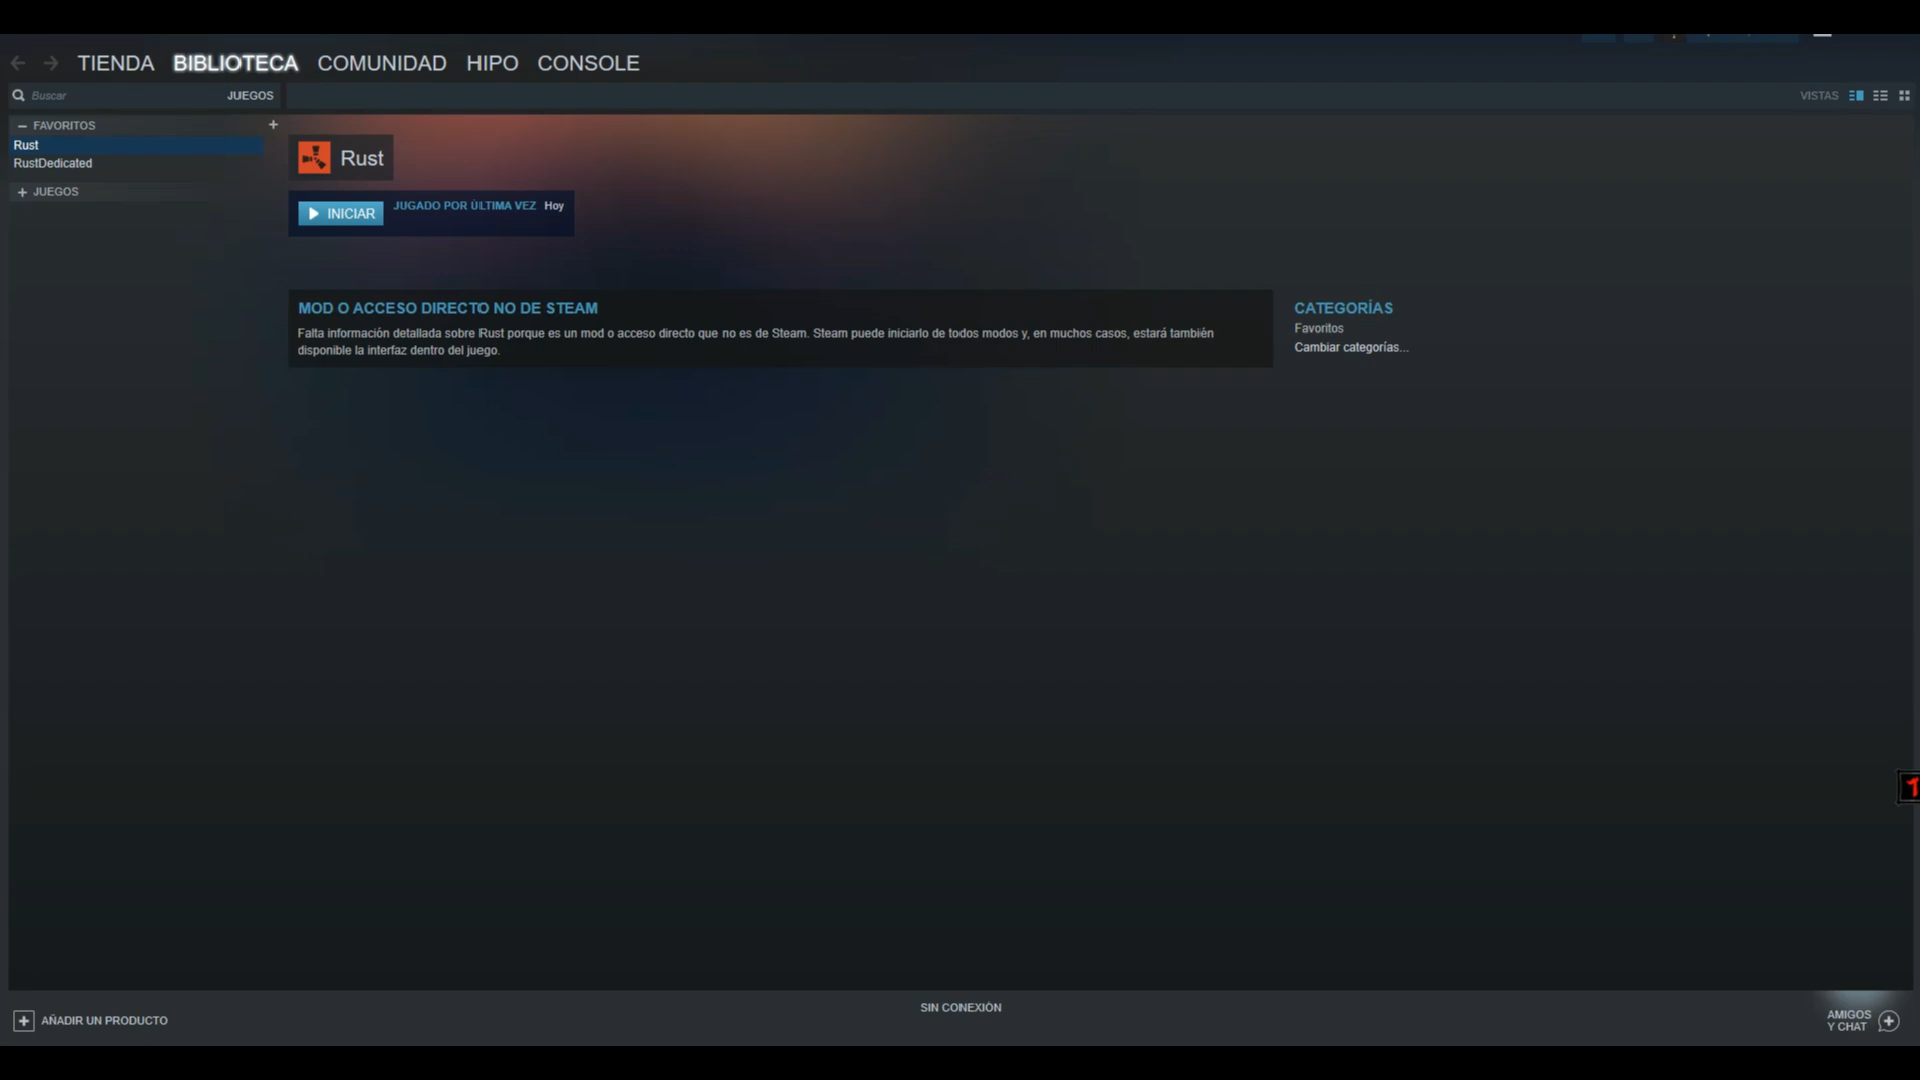 TIENDA BIBLIOTECA COMUNIDAD HIPO CONSOLE
Buscar JUEGOS VISTAS
– FAVORITOS +
Rust
RustDedicated
+ JUEGOS
Rust
INICIAR JUGADO POR ÚLTIMA VEZ Hoy
MOD O ACCESO DIRECTO NO DE STEAM
Falta información detallada sobre Rust porque es un mod o acceso directo que no es de Steam. Steam puede iniciarlo de todos modos y, en muchos casos, estará también
disponible la interfaz dentro del juego.
CATEGORÍAS
Favoritos
Cambiar categorías...
SIN CONEXIÓN
+ AÑADIR UN PRODUCTO
AMIGOS
Y CHAT +